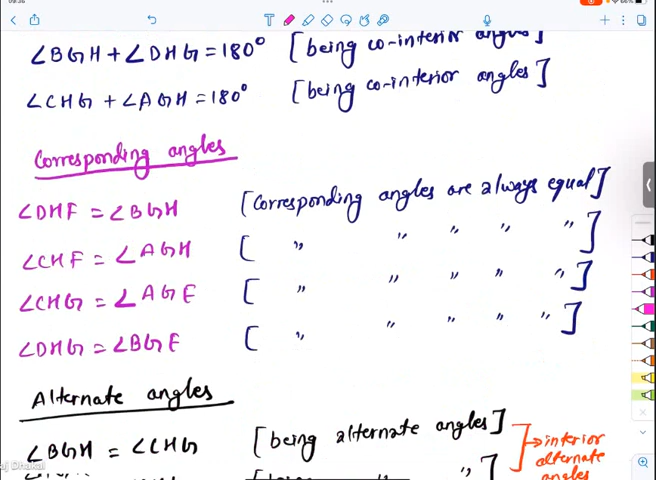 ∠BGH + ∠DHG = 180° [being co-interior angles]
∠CHG + ∠AGH = 180° [being co-interior angles]
Corresponding angles
∠DHF = ∠BGH [Corresponding angles are always equal]
∠CHF = ∠AGH [ " " " " " ]
∠CHG = ∠AGE [ " " " " " ]
∠DHG = ∠BGE [ " " " " " ]
Alternate angles
∠BGH = ∠CHG [being alternate angles] → interior
alternate
angles
aj Dhakal